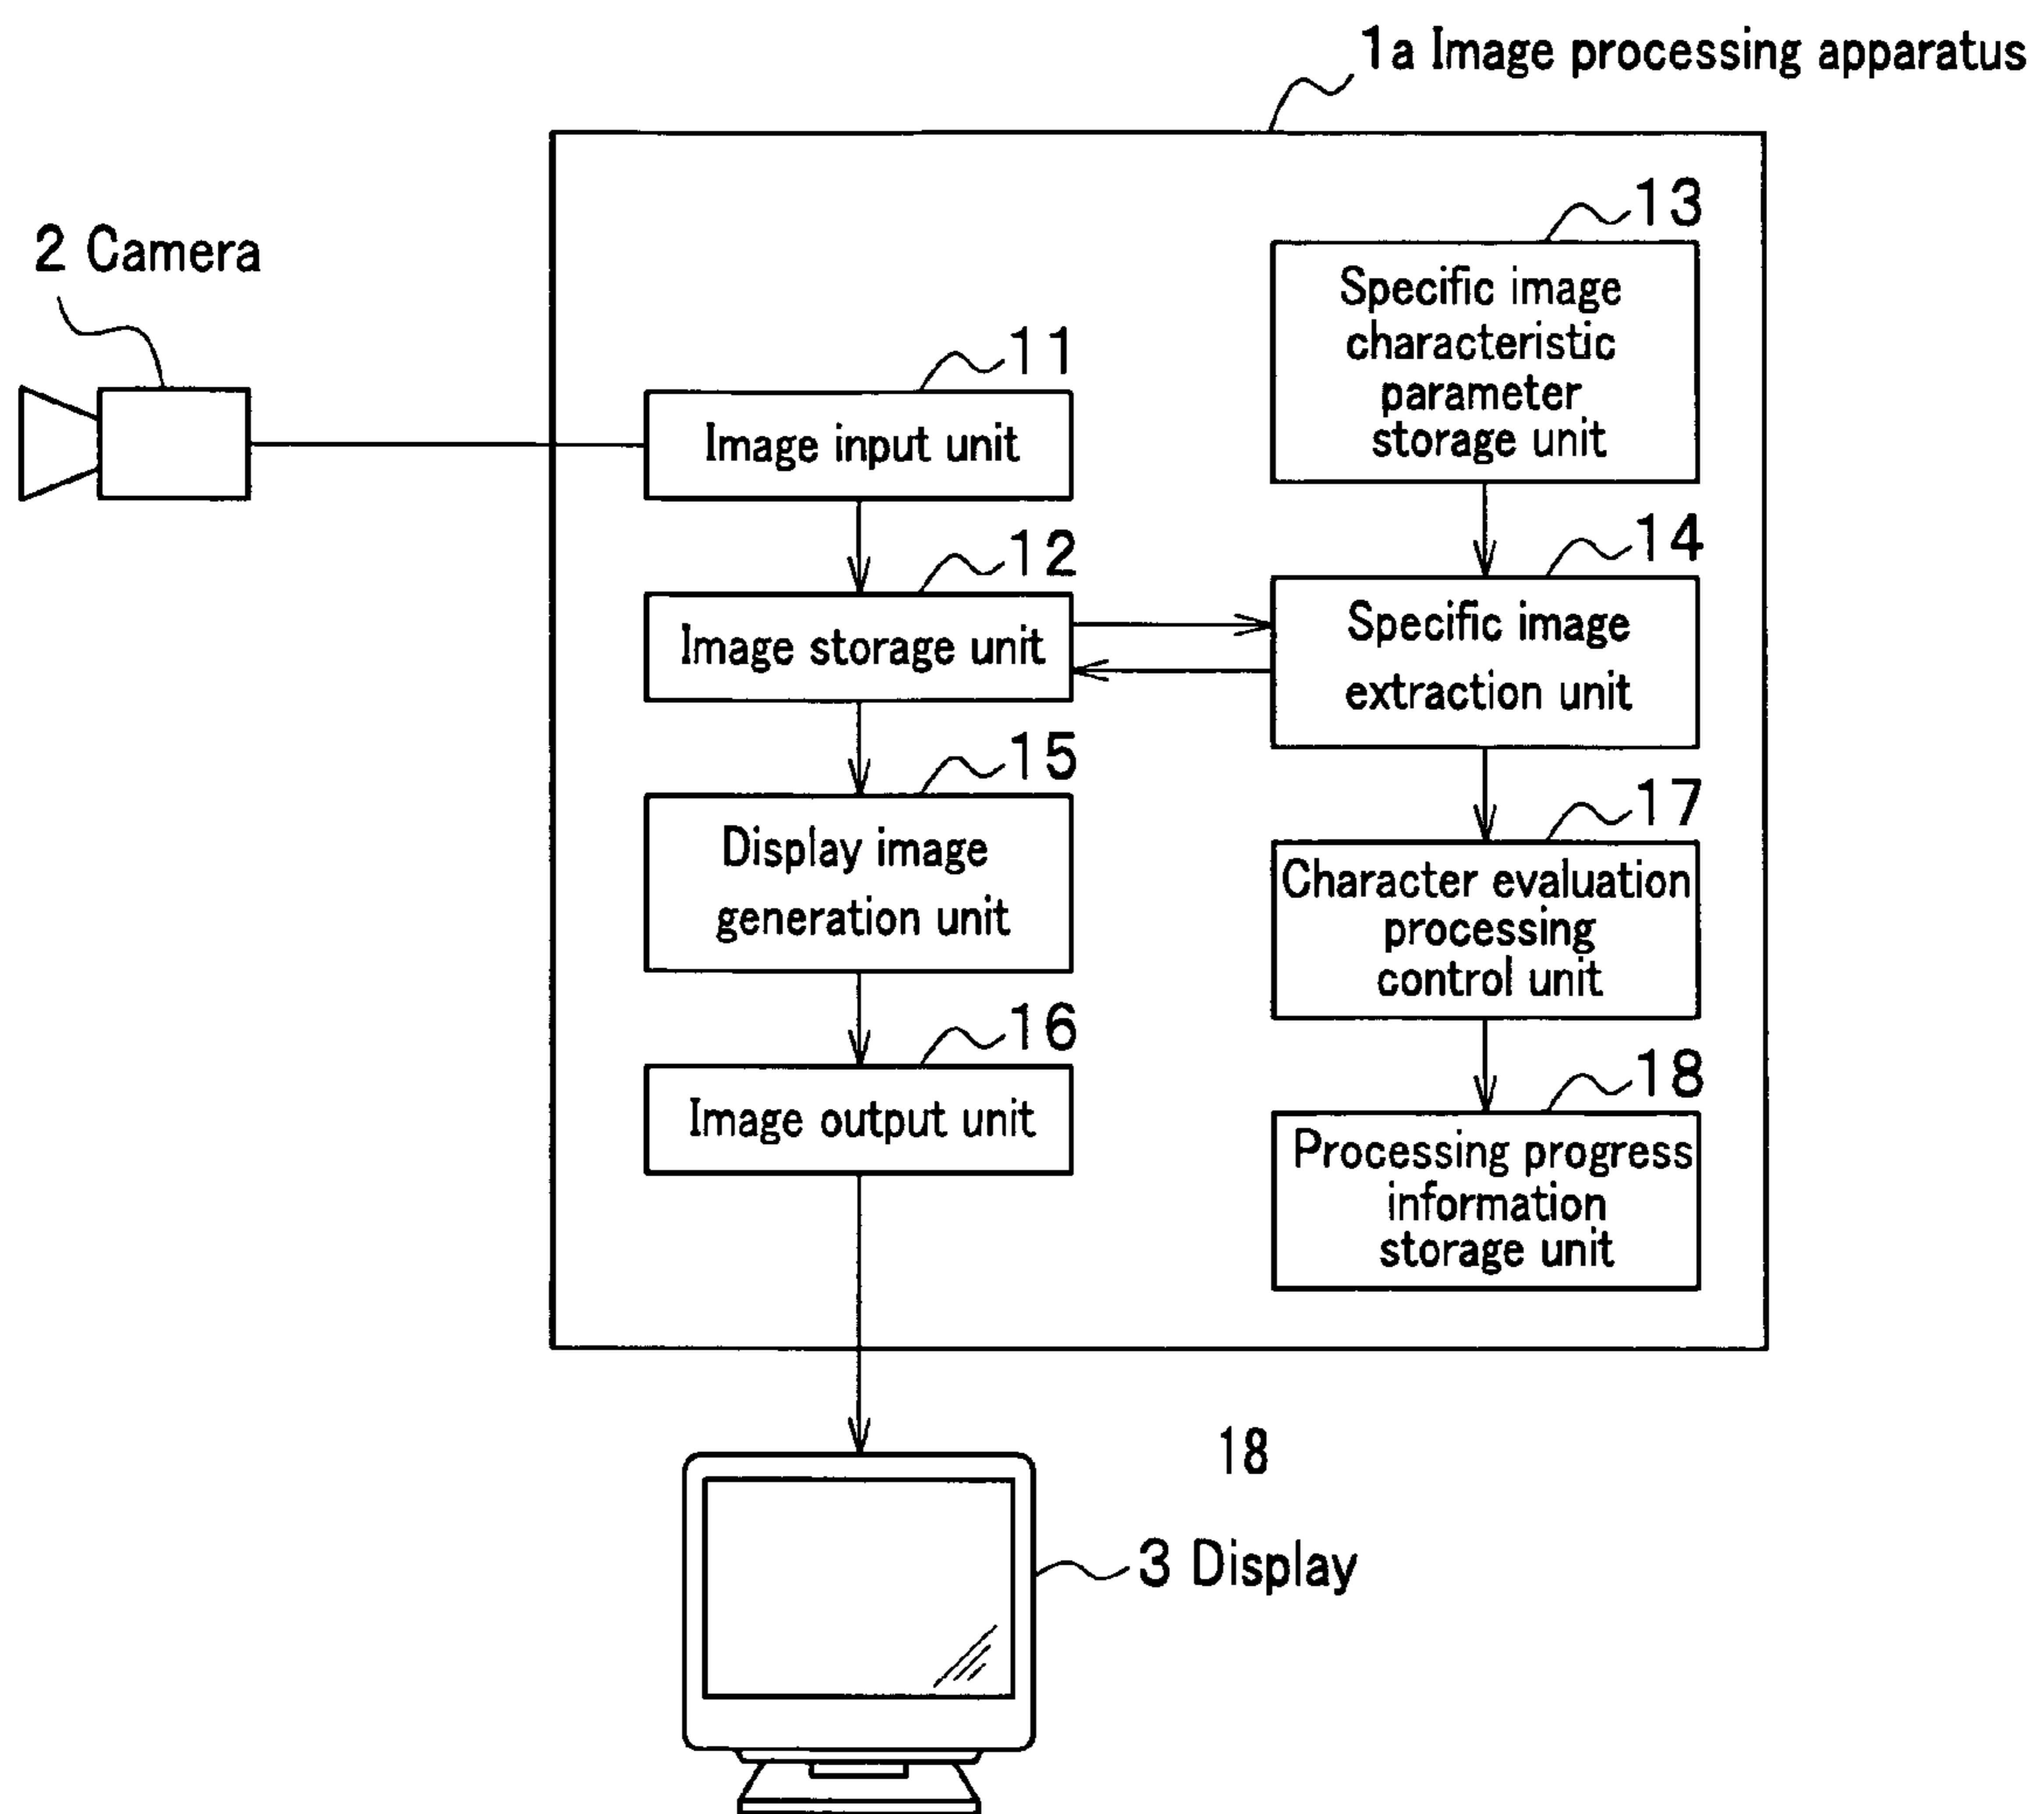 1a Image processing apparatus
2 Camera
11
Image input unit
12
Image storage unit
15
Display image
generation unit
16
Image output unit
13
Specific image
characteristic
parameter
storage unit
14
Specific image
extraction unit
17
Character evaluation
processing
control unit
18
Processing progress
information
storage unit
18
3 Display